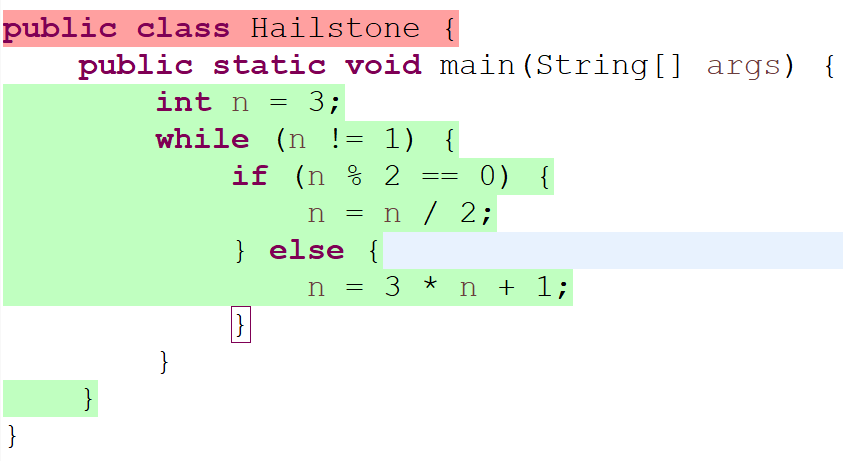 public class Hailstone {
    public static void main(String[] args) {
        int n = 3;
        while (n != 1) {
            if (n % 2 == 0) {
                n = n / 2;
            } else {
                n = 3 * n + 1;
            }
        }
    }
}